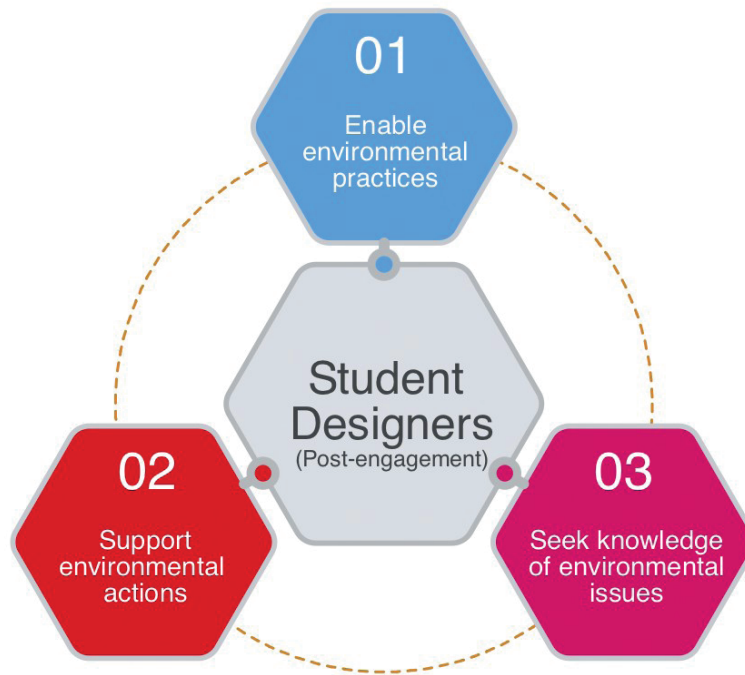 01
Enable
environmental
practices
Student
Designers
(Post-engagement)
02
Support
environmental
actions
03
Seek knowledge
of environmental
issues